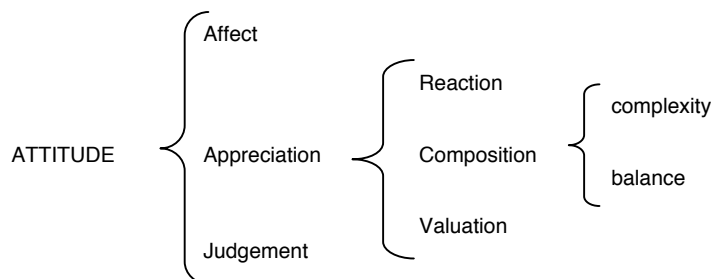 ATTITUDE
Affect
Appreciation
Judgement
Reaction
Composition
Valuation
complexity
balance